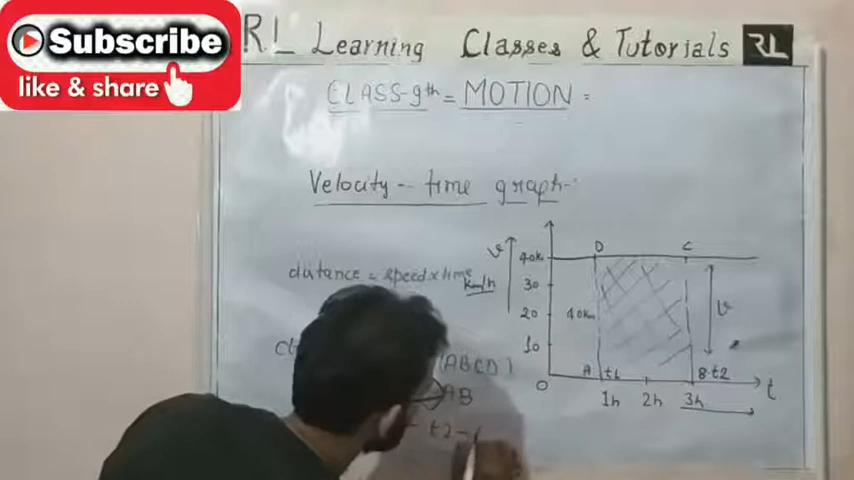 Subscribe
like & share
RL Learning Classes & Tutorials RL
CLASS-9th = MOTION =
Velocity - time graph -:
distance = speed x time
(ABCD)
AB
t2 -
v
km/h
40km
30
20
10
0
40km
D
C
A
t1
B t2
v
1h
2h
3h
t